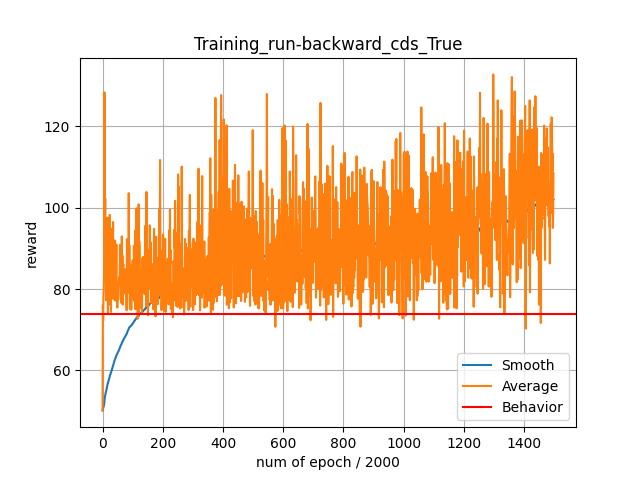 Training_run-backward_cds_True
reward
120
100
80
60
0 200 400 600 800 1000 1200 1400
num of epoch / 2000
Smooth
Average
Behavior